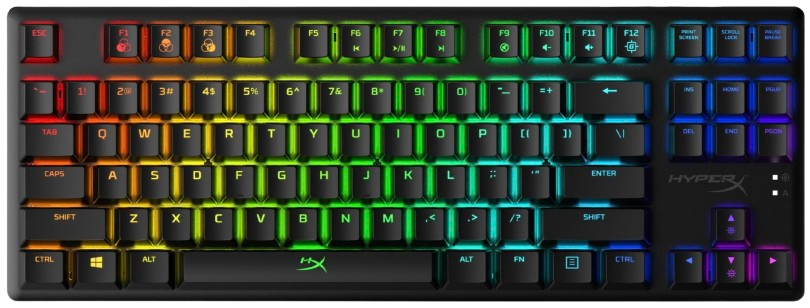 ESC F1 F2 F3 F4 F5 F6 F7 F8 F9 F10 F11 F12 PRINT SCREEN SCROLL LOCK PAUSE BREAK
`~ 1! 2@ 3# 4$ 5% 6^ 7& 8* 9( 0) -_ =+ INS HOME PGUP
TAB Q W E R T Y U I O P [{ ]} \| DEL END PGDN
CAPS A S D F G H J K L ;: '" ENTER HYPERX
SHIFT Z X C V B N M ,< .> /? SHIFT
CTRL ALT HX ALT FN CTRL